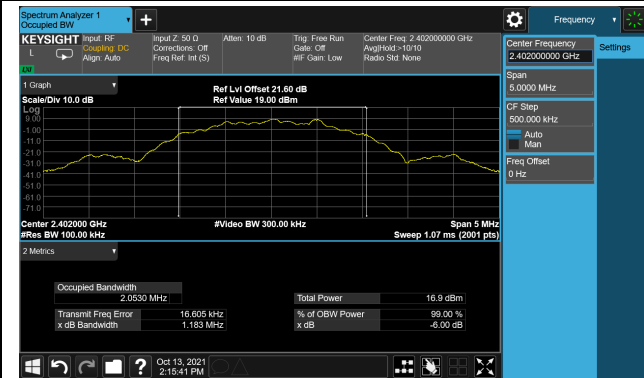 Spectrum Analyzer 1
Occupied BW
+
Frequency
KEYSIGHT
L
LXI
Input: RF
Coupling: DC
Align: Auto
Input Z: 50 Ω
Corrections: Off
Freq Ref: Int (S)
Atten: 10 dB
Trig: Free Run
Gate: Off
#IF Gain: Low
Center Freq: 2.402000000 GHz
Avg|Hold:>10/10
Radio Std: None
Center Frequency
2.402000000 GHz
Settings
Span
5.0000 MHz
CF Step
500.000 kHz
Auto
Man
Freq Offset
0 Hz
1 Graph
Scale/Div 10.0 dB
Ref Lvl Offset 21.60 dB
Ref Value 19.00 dBm
Log
9.00
-1.00
-11.0
-21.0
-31.0
-41.0
-51.0
-61.0
-71.0
Center 2.402000 GHz
#Res BW 100.00 kHz
#Video BW 300.00 kHz
Span 5 MHz
Sweep 1.07 ms (2001 pts)
2 Metrics
Occupied Bandwidth
2.0530 MHz
Total Power 16.9 dBm
Transmit Freq Error 16.605 kHz
% of OBW Power 99.00 %
x dB Bandwidth 1.183 MHz
x dB -6.00 dB
?
Oct 13, 2021
2:15:41 PM